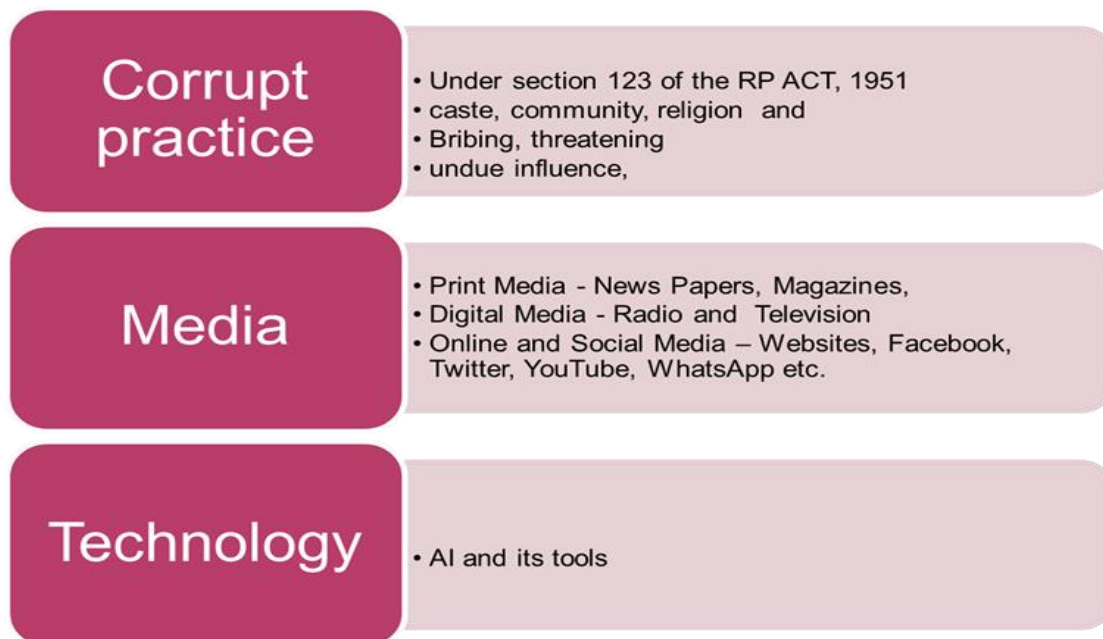 Corrupt
practice
• Under section 123 of the RP ACT, 1951
• caste, community, religion and
• Bribing, threatening
• undue influence,
Media
• Print Media - News Papers, Magazines,
• Digital Media - Radio and Television
• Online and Social Media – Websites, Facebook,
Twitter, YouTube, WhatsApp etc.
Technology
• AI and its tools